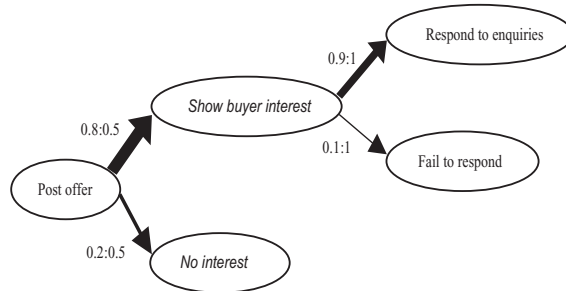 Respond to enquiries
0.9:1
Show buyer interest
0.8:0.5
0.1:1
Fail to respond
Post offer
0.2:0.5
No interest